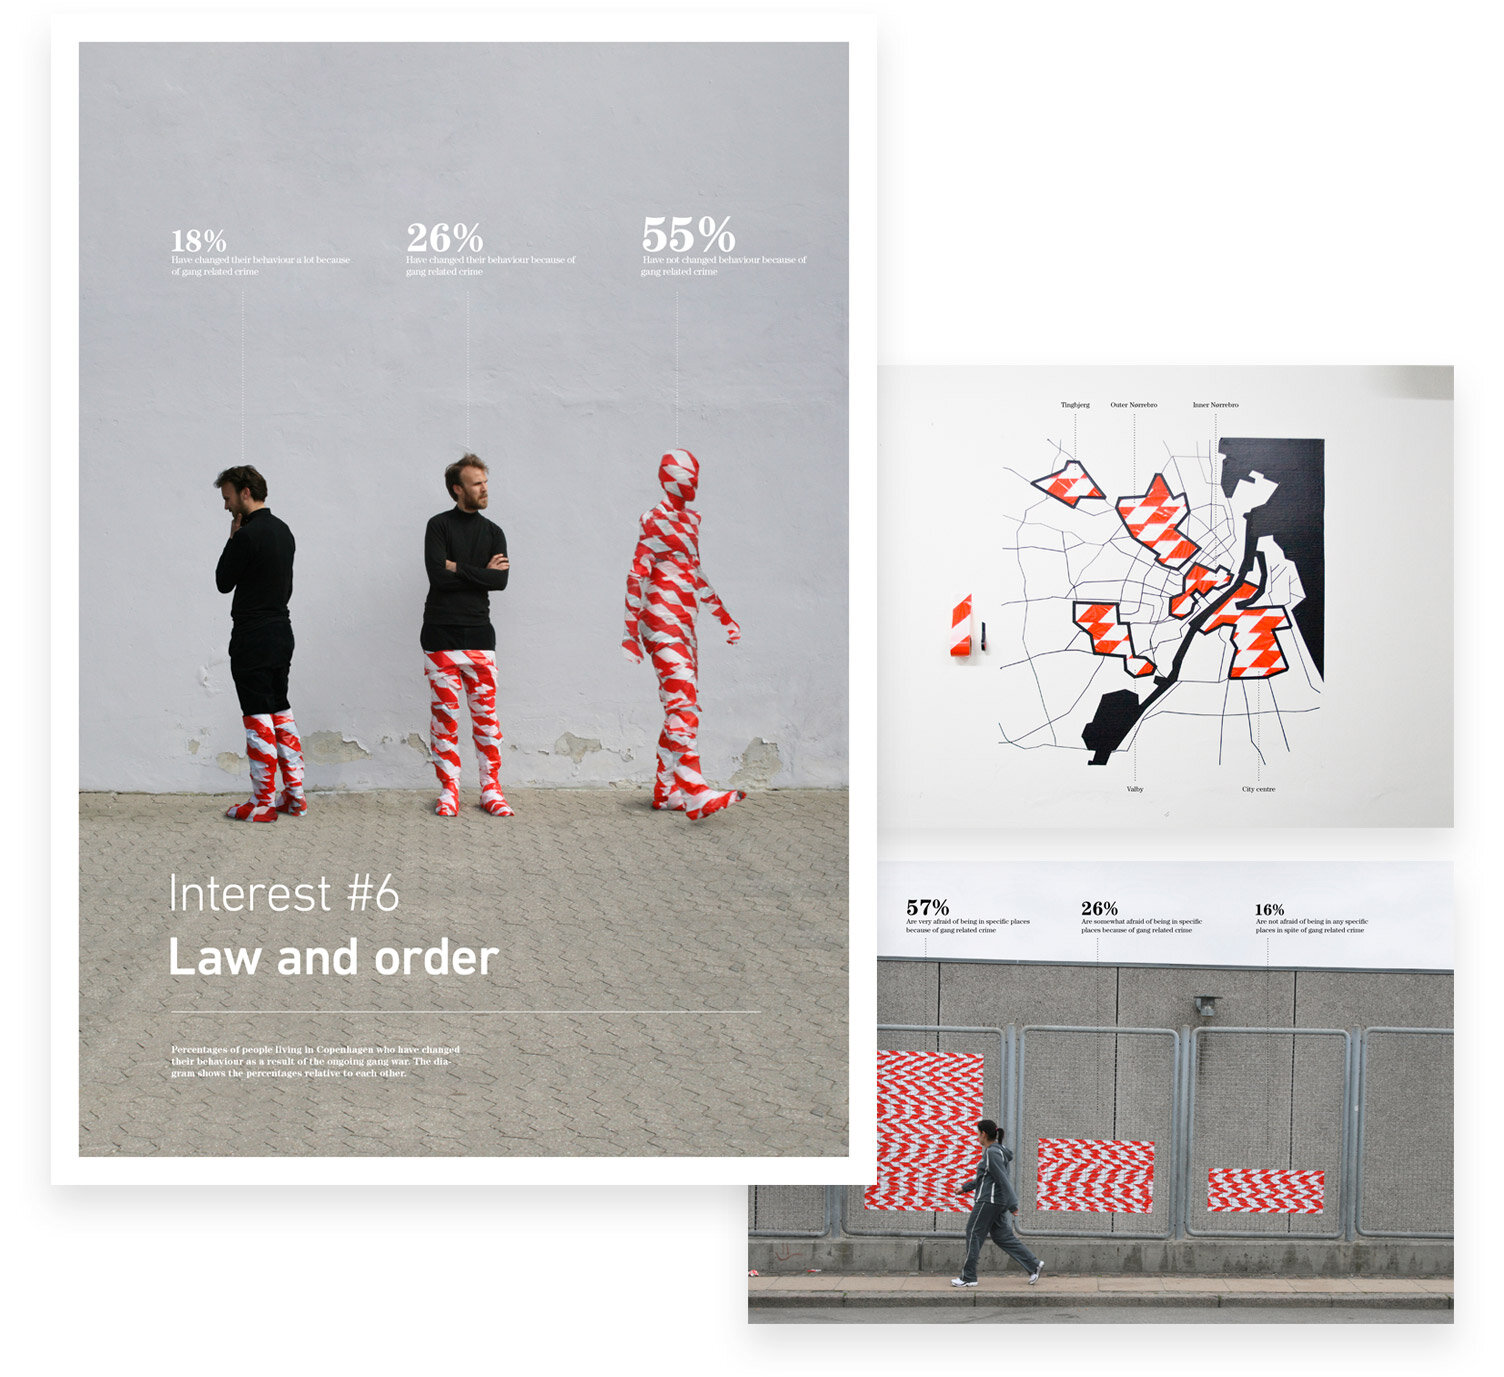 18%
Have changed their behaviour a lot because
of gang related crime
26%
Have changed their behaviour because of
gang related crime
55%
Have not changed behaviour because of
gang related crime
Interest #6
Law and order
Percentages of people living in Copenhagen who have changed
their behaviour as a result of the ongoing gang war. The dia-
gram shows the percentages relative to each other.
Tingbjerg
Outer Nørrebro
Inner Nørrebro
Valby
City centre
57%
Are very afraid of being in specific places
because of gang related crime
26%
Are somewhat afraid of being in specific
places because of gang related crime
16%
Are not afraid of being in any specific
places in spite of gang related crime